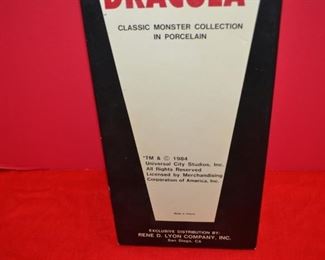 DRACULA
CLASSIC MONSTER COLLECTION
IN PORCELAIN
*TM & © 1984
Universal City Studios, Inc.
All Rights Reserved
Licensed by Merchandising
Corporation of America, Inc.
EXCLUSIVE DISTRIBUTION BY:
RENE D. LYON COMPANY, INC.
San Diego, CA